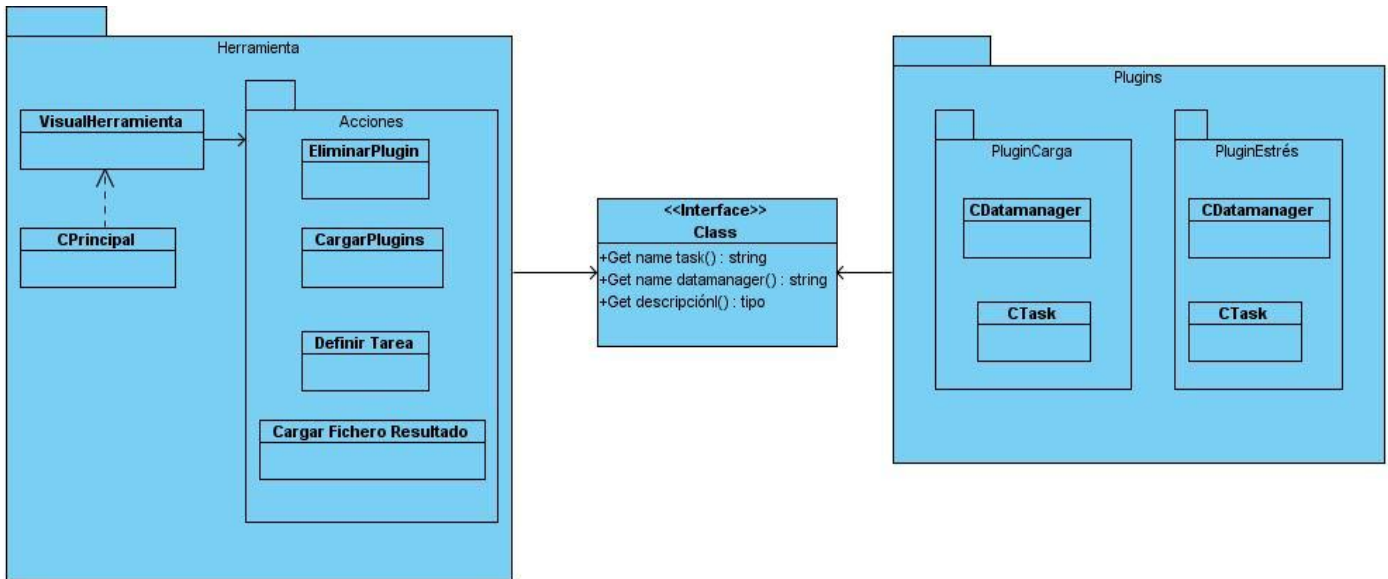 Herramienta
VisualHerramienta
CPrincipal
Acciones
EliminarPlugin
CargarPlugins
Definir Tarea
Cargar Fichero Resultado
<<Interface>>
Class
+Get name task() : string
+Get name datamanager() : string
+Get descripciónl() : tipo
Plugins
PluginCarga
CDatamanager
CTask
PluginEstrés
CDatamanager
CTask